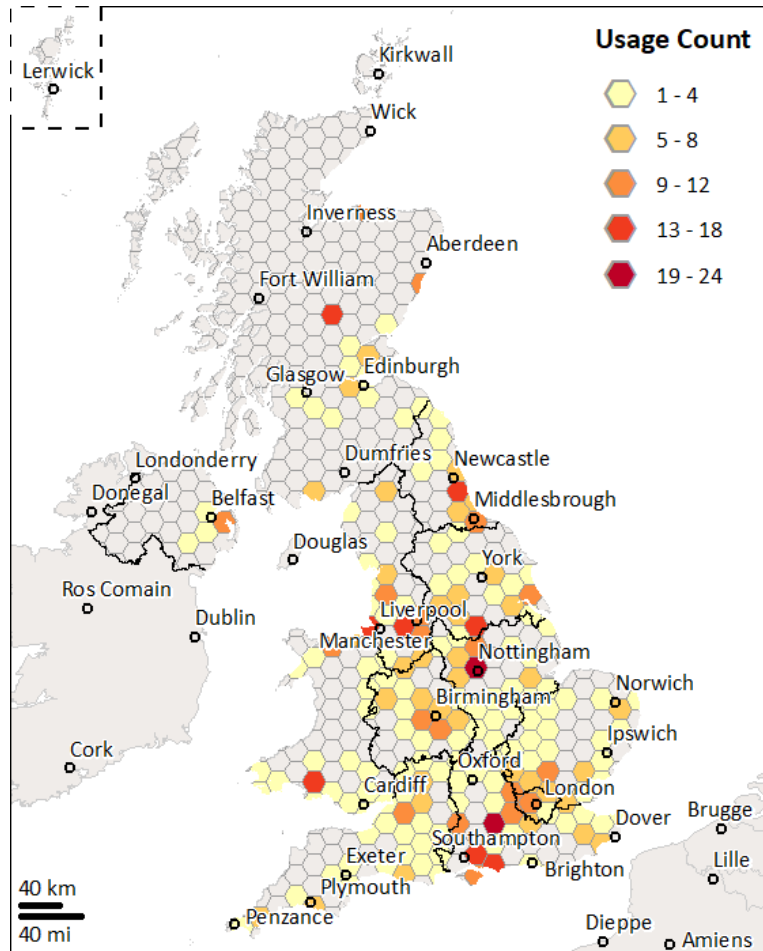 Usage Count
1 - 4
5 - 8
9 - 12
13 - 18
19 - 24
Lerwick
Kirkwall
Wick
Inverness
Aberdeen
Fort William
Glasgow
Edinburgh
Londonderry
Dumfries
Newcastle
Donegal
Belfast
Middlesbrough
Douglas
York
Ros Comain
Dublin
Liverpool
Manchester
Nottingham
Norwich
Birmingham
Ipswich
Cork
Oxford
Cardiff
London
Dover
Brugge
Southampton
Exeter
Brighton
Lille
Plymouth
40 km
40 mi
Penzance
Dieppe
Amiens